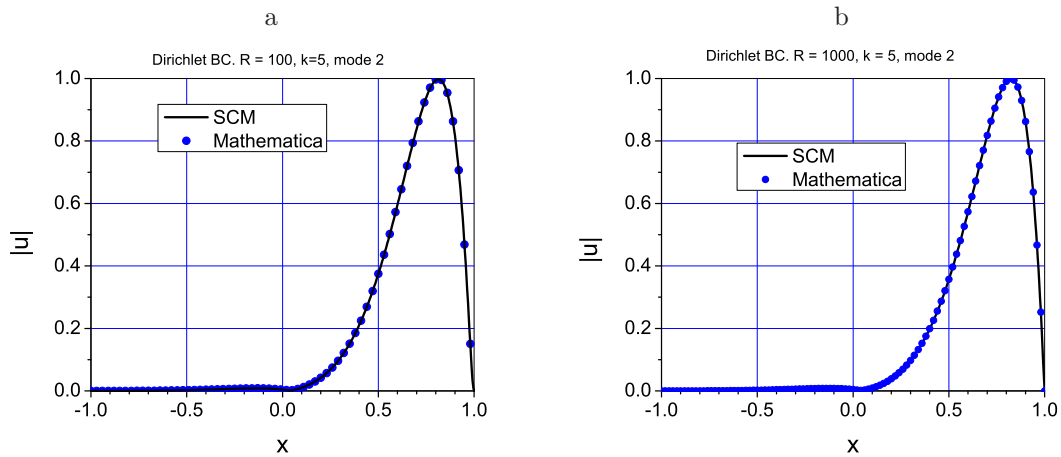 a
Dirichlet BC. R = 100, k=5, mode 2
1.0
0.8
0.6
0.4
0.2
0.0
-1.0 -0.5 0.0 0.5 1.0
|u|
x
SCM
Mathematica
b
Dirichlet BC. R = 1000, k = 5, mode 2
1.0
0.8
0.6
0.4
0.2
0.0
-1.0 -0.5 0.0 0.5 1.0
|u|
x
SCM
Mathematica